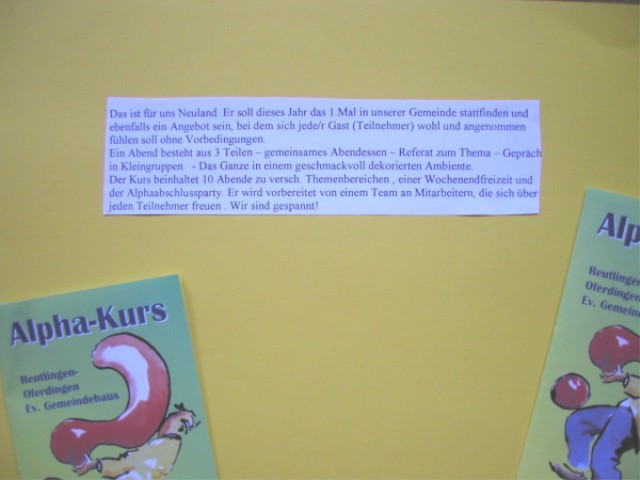 Das ist für uns Neuland. Er soll dieses Jahr das 1.Mal in unserer Gemeinde stattfinden und
ebenfalls ein Angebot sein, bei dem sich jede/r Gast (Teilnehmer) wohl und angenommen
fühlen soll ohne Vorbedingungen.
Ein Abend besteht aus 3 Teilen – gemeinsames Abendessen – Referat zum Thema – Gepräch
in Kleingruppen - Das Ganze in einem geschmackvoll dekorierten Ambiente.
Der Kurs beinhaltet 10 Abende zu versch. Themenbereichen , einer Wochenendfreizeit und
der Alphaabschlussparty. Er wird vorbereitet von einem Team an Mitarbeitern, die sich über
jeden Teilnehmer freuen . Wir sind gespannt!
Alpha-Kurs
Reutlingen-
Oferdingen
Ev. Gemeindehaus
Alp
Reutlingen
Oferdingen
Ev. Gemeind